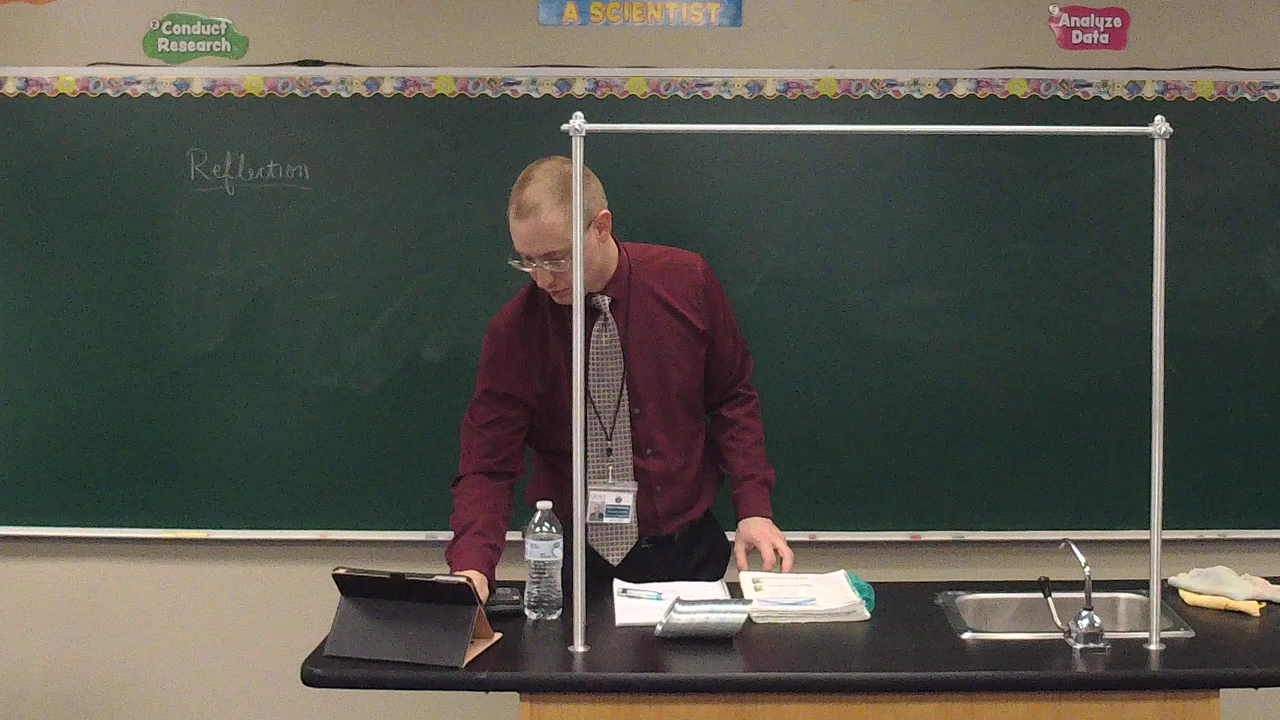 Conduct
Research
A SCIENTIST
Analyze
Data
Reflection